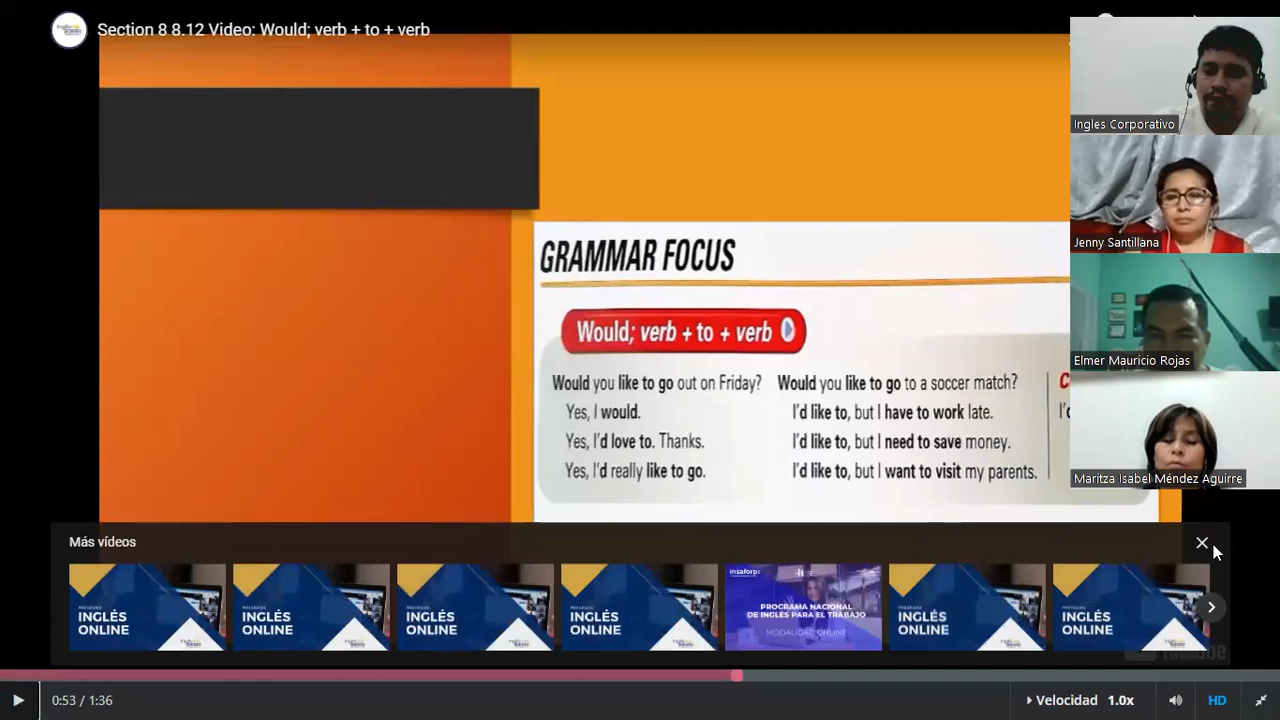 Section 8 8.12 Video: Would; verb + to + verb
GRAMMAR FOCUS
Would; verb + to + verb
Would you like to go out on Friday?
Yes, I would.
Yes, I'd love to. Thanks.
Yes, I'd really like to go.
Would you like to go to a soccer match?
I'd like to, but I have to work late.
I'd like to, but I need to save money.
I'd like to, but I want to visit my parents.
Ingles Corporativo
Jenny Santillana
Elmer Mauricio Rojas
Maritza Isabel Méndez Aguirre
Más vídeos
INGLÉS
ONLINE
INGLÉS
ONLINE
INGLÉS
ONLINE
INGLÉS
ONLINE
insaforp
PROGRAMA NACIONAL
DE INGLÉS PARA EL TRABAJO
MODALIDAD ONLINE
INGLÉS
ONLINE
INGLÉS
ONLINE
YouTube
0:53 / 1:36
Velocidad 1.0x
HD